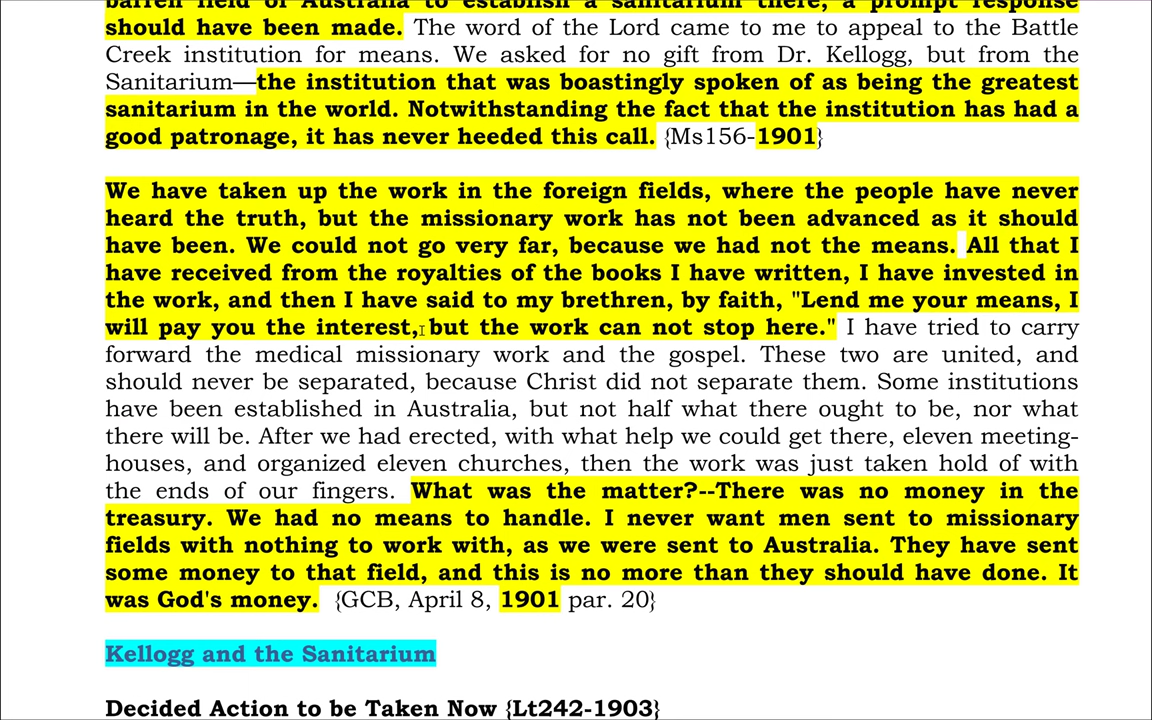 barren field of Australia to establish a sanitarium there, a prompt response
should have been made. The word of the Lord came to me to appeal to the Battle
Creek institution for means. We asked for no gift from Dr. Kellogg, but from the
Sanitarium—the institution that was boastingly spoken of as being the greatest
sanitarium in the world. Notwithstanding the fact that the institution has had a
good patronage, it has never heeded this call. {Ms156-1901}
We have taken up the work in the foreign fields, where the people have never
heard the truth, but the missionary work has not been advanced as it should
have been. We could not go very far, because we had not the means. All that I
have received from the royalties of the books I have written, I have invested in
the work, and then I have said to my brethren, by faith, "Lend me your means, I
will pay you the interest, but the work can not stop here." I have tried to carry
forward the medical missionary work and the gospel. These two are united, and
should never be separated, because Christ did not separate them. Some institutions
have been established in Australia, but not half what there ought to be, nor what
there will be. After we had erected, with what help we could get there, eleven meeting-
houses, and organized eleven churches, then the work was just taken hold of with
the ends of our fingers. What was the matter?--There was no money in the
treasury. We had no means to handle. I never want men sent to missionary
fields with nothing to work with, as we were sent to Australia. They have sent
some money to that field, and this is no more than they should have done. It
was God's money. {GCB, April 8, 1901 par. 20}
Kellogg and the Sanitarium
Decided Action to be Taken Now {Lt242-1903}